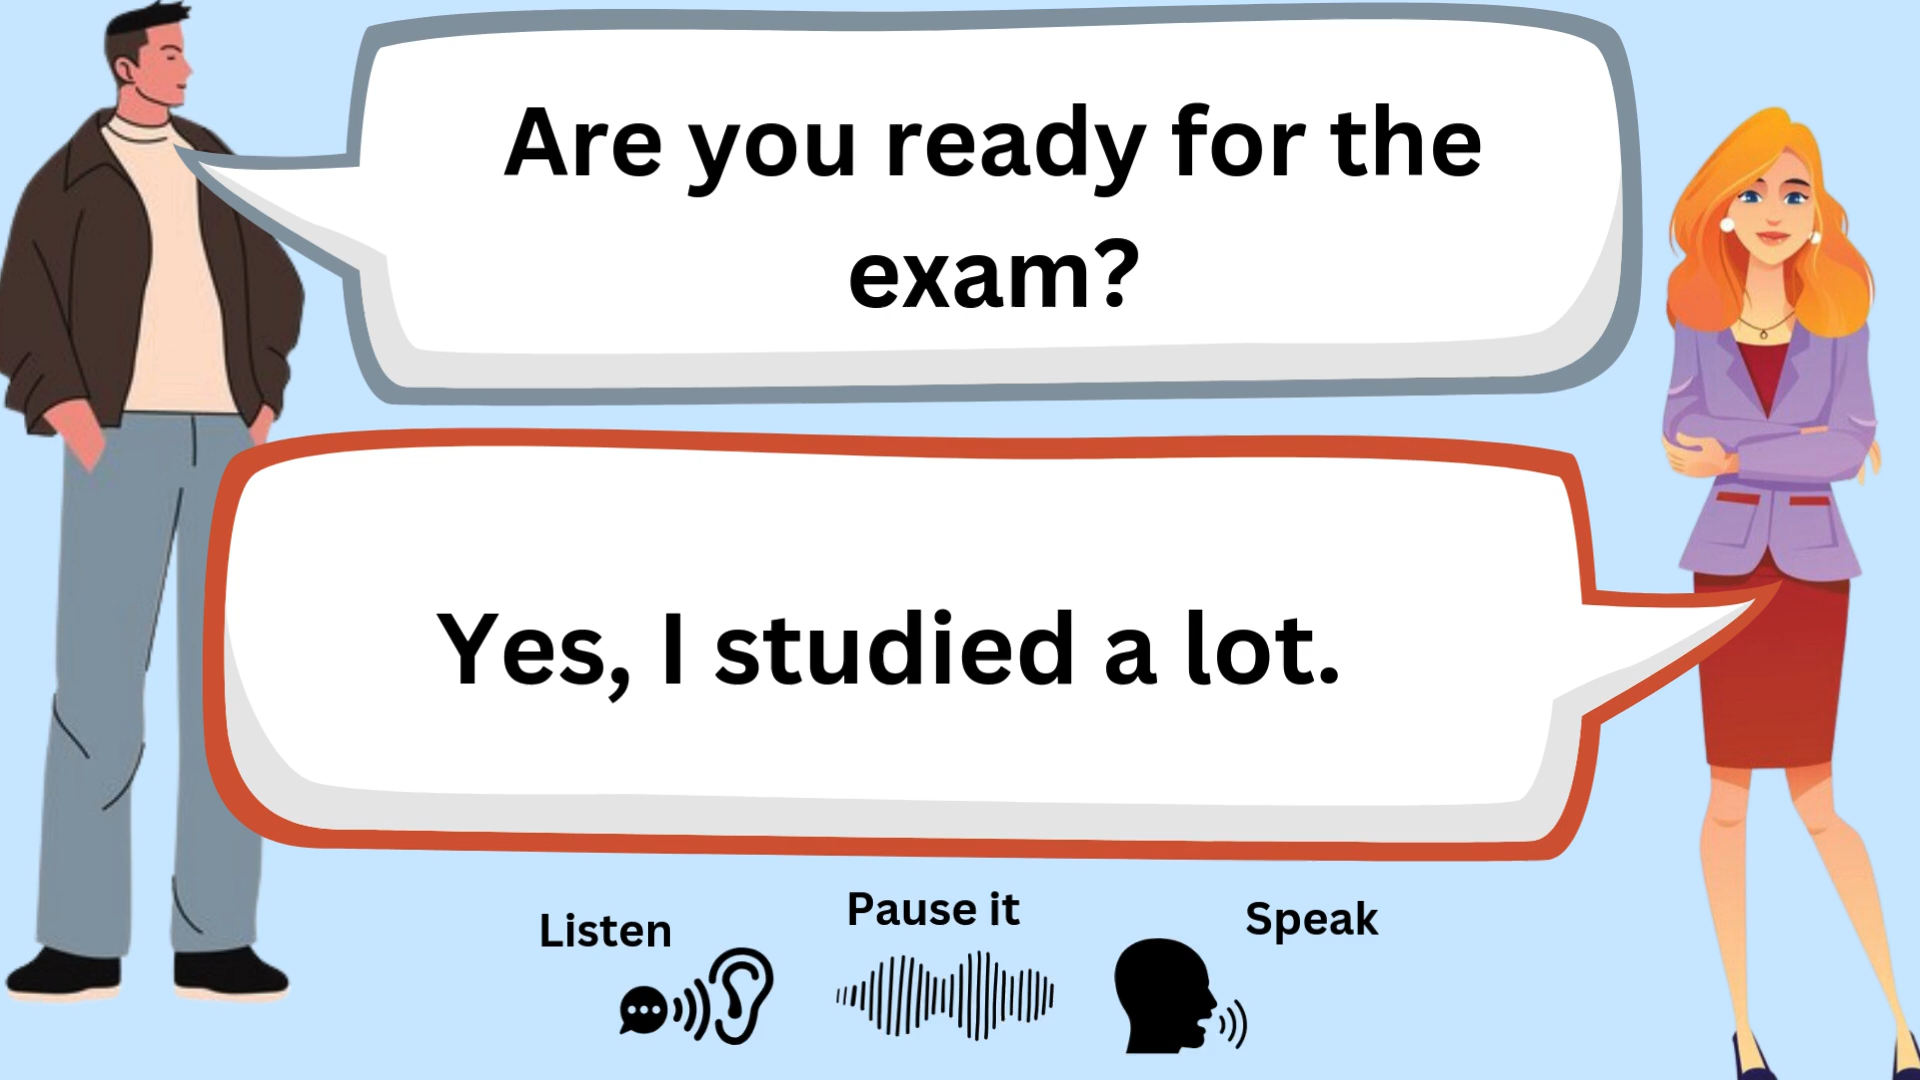 Are you ready for the
exam?
Yes, I studied a lot.
Listen
Pause it
Speak